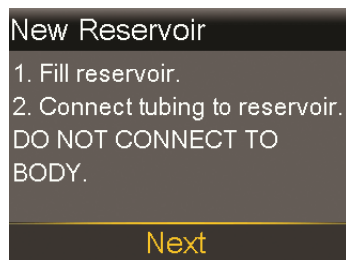 New Reservoir
1. Fill reservoir.
2. Connect tubing to reservoir.
DO NOT CONNECT TO
BODY.
Next